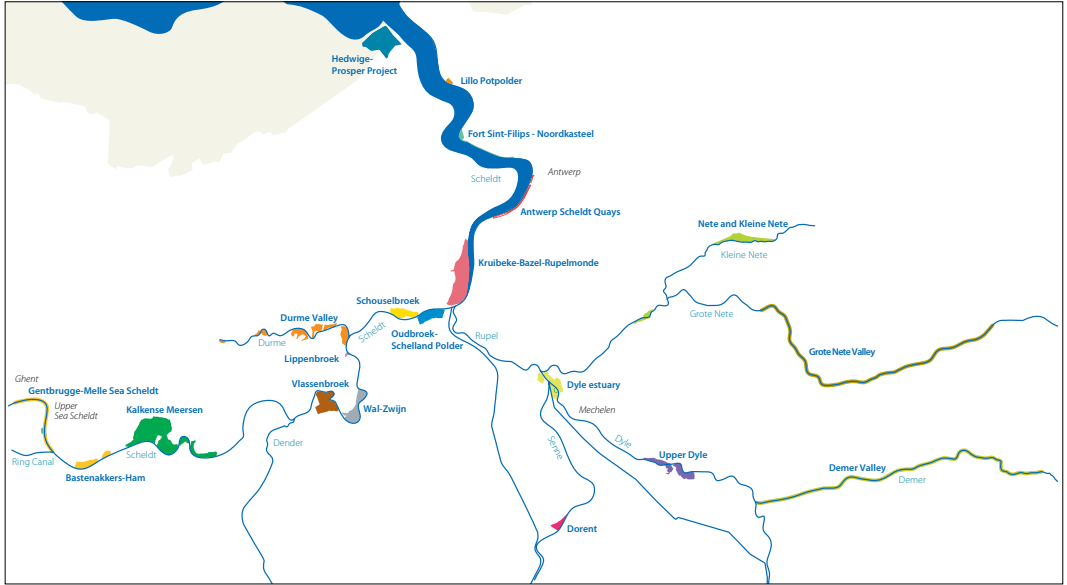 Hedwige-
Prosper Project
Lillo Potpolder
Fort Sint-Filips - Noordkasteel
Scheldt
Antwerp
Antwerp Scheldt Quays
Nete and Kleine Nete
Kleine Nete
Kruibeke-Bazel-Rupelmonde
Schouselbroek
Grote Nete
Durme Valley
Scheldt
Oudbroek-
Schelland Polder
Rupel
Durme
Lippenbroek
Grote Nete Valley
Ghent
Gentbrugge-Melle Sea Scheldt
Vlassenbroek
Dyle estuary
Upper
Sea Scheldt
Kalkense Meersen
Wal-Zwijn
Mechelen
Dender
Senne
Dyle
Scheldt
Ring Canal
Upper Dyle
Bastenakkers-Ham
Demer Valley
Demer
Dorent